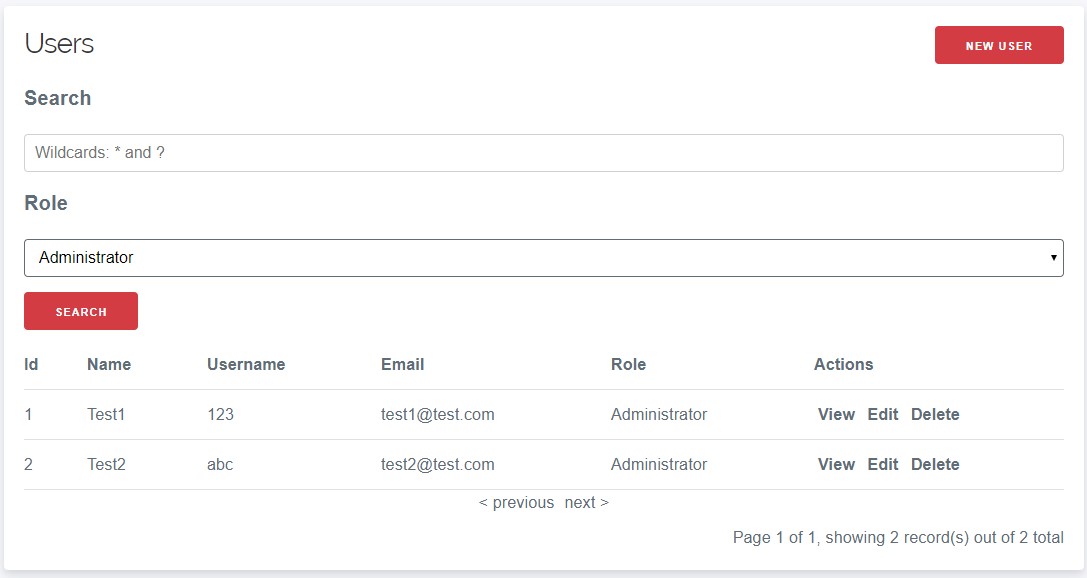 Users
NEW USER
Search
Wildcards: * and ?
Role
Administrator
SEARCH
Id Name Username Email Role Actions
1 Test1 123 test1@test.com Administrator View Edit Delete
2 Test2 abc test2@test.com Administrator View Edit Delete
< previous next >
Page 1 of 1, showing 2 record(s) out of 2 total